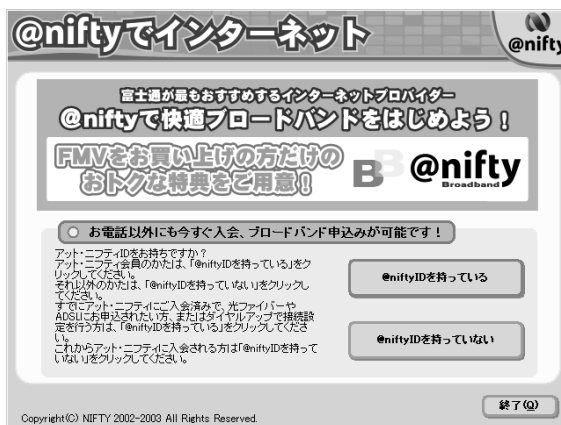 @niftyでインターネット
@nifty
富士通が最もおすすめするインターネットプロバイダー
@niftyで快適ブロードバンドをはじめよう！
FMVをお買い上げの方だけの
おトクな特典をご用意！
BB @nifty
Broadband
お電話以外にも今すぐ入会、ブロードバンド申込みが可能です！
アット・ニフティIDをお持ちですか？
アット・ニフティ会員のかたは、「@niftyIDを持っている」をク
リックしてください。
それ以外のかたは、「@niftyIDを持っていない」をクリックし
てください。
すでにアット・ニフティにご入会済みで、光ファイバーや
ADSLにお申込されたい方、またはダイヤルアップで接続設
定を行う方は、「@niftyIDを持っている」をクリックしてくださ
い。
これからアット・ニフティに入会される方は「@niftyIDを持って
いない」をクリックしてください。
@niftyIDを持っている
@niftyIDを持っていない
終了(Q)
Copyright(C) NIFTY 2002-2003 All Rights Reserved.